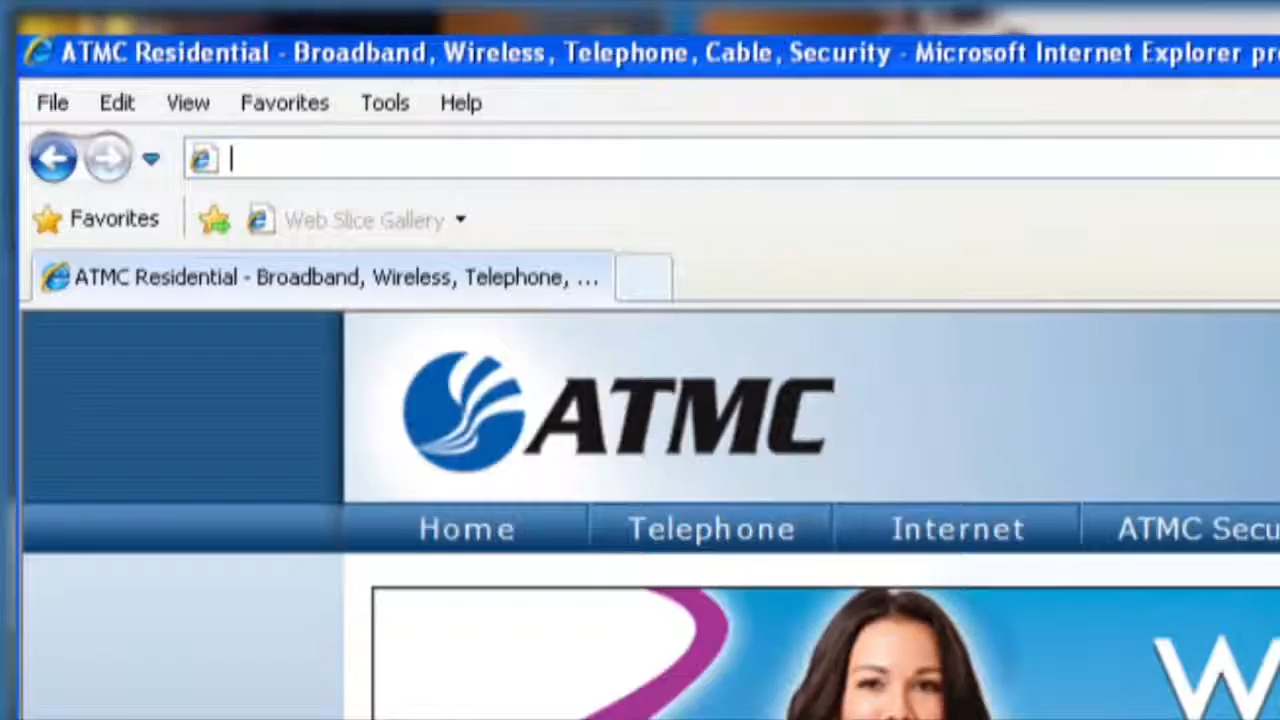 ATMC Residential - Broadband, Wireless, Telephone, Cable, Security - Microsoft Internet Explorer pr
File Edit View Favorites Tools Help
Favorites Web Slice Gallery
ATMC Residential - Broadband, Wireless, Telephone, ...
ATMC
Home Telephone Internet ATMC Secu
W